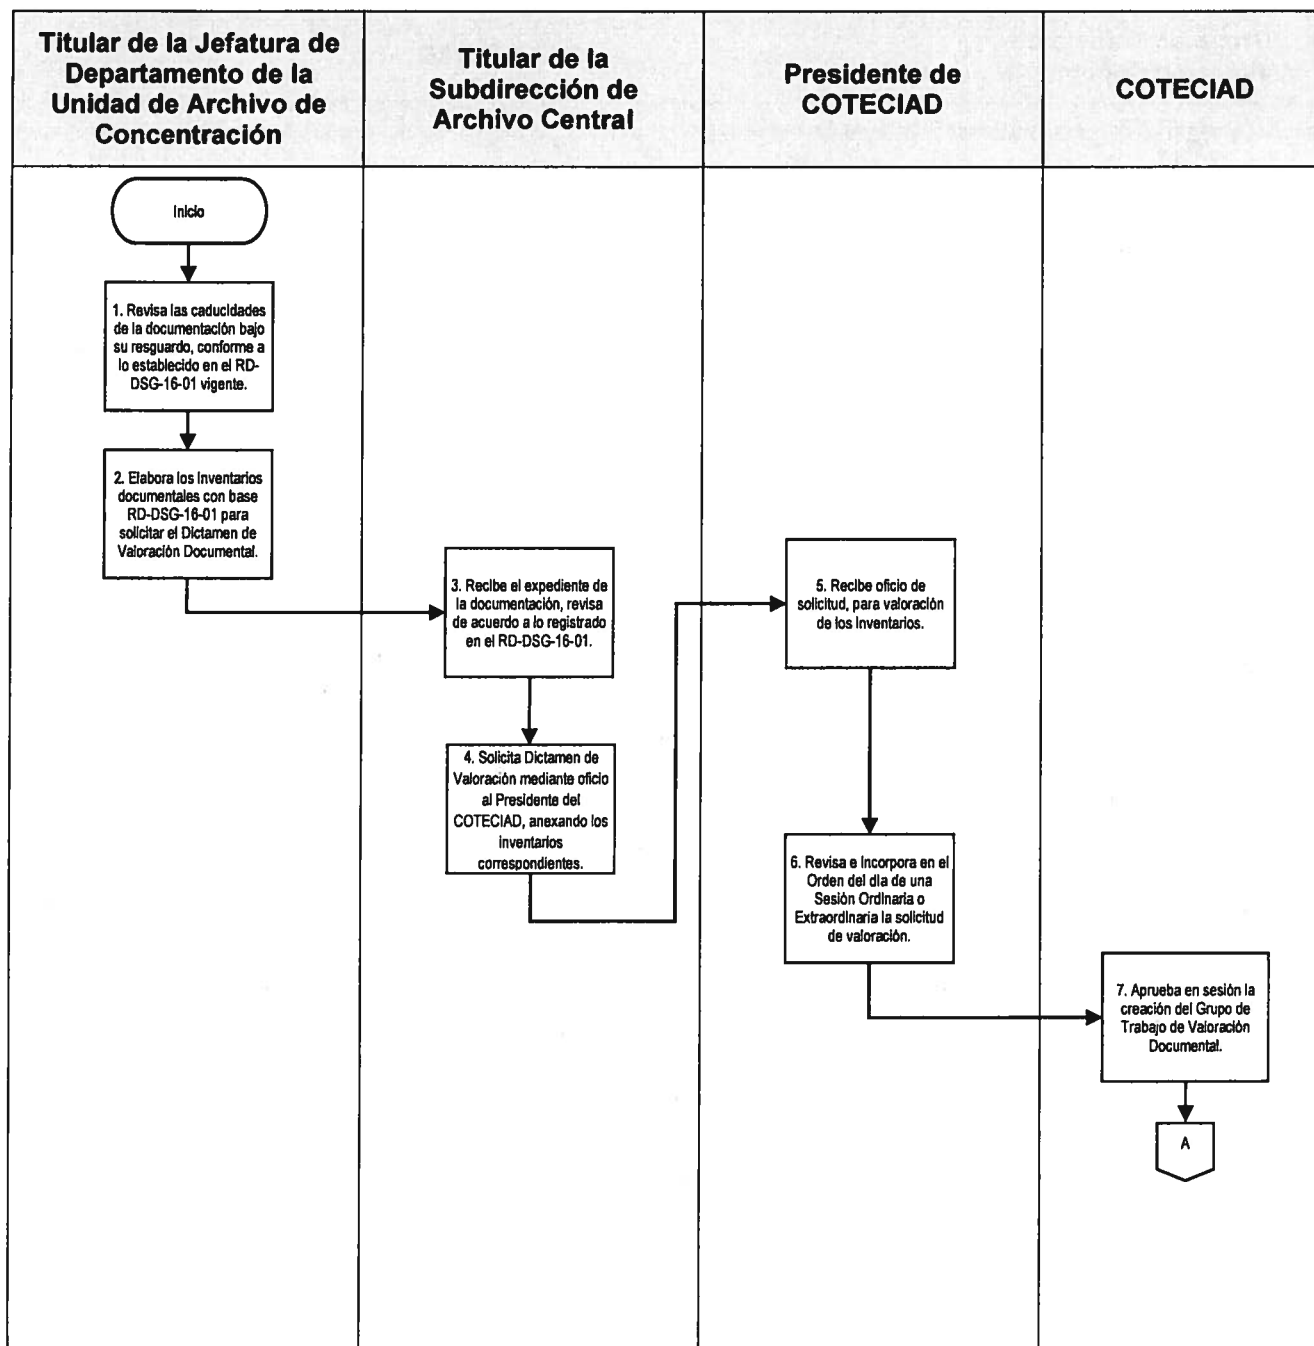 Titular de la Jefatura de
Departamento de la
Unidad de Archivo de
Concentración
Titular de la
Subdirección de
Archivo Central
Presidente de
COTECIAD
COTECIAD
Inicio
1. Revisa las caducidades
de la documentación bajo
su resguardo, conforme a
lo establecido en el RD-
DSG-16-01 vigente.
2. Elabora los Inventarios
documentales con base
RD-DSG-16-01 para
solicitar el Dictamen de
Valoración Documental.
3. Recibe el expediente de
la documentación, revisa
de acuerdo a lo registrado
en el RD-DSG-16-01.
4. Solicita Dictamen de
Valoración mediante oficio
al Presidente del
COTECIAD, anexando los
inventarios
correspondientes.
5. Recibe oficio de
solicitud, para valoración
de los Inventarios.
6. Revisa e Incorpora en el
Orden del día de una
Sesión Ordinaria o
Extraordinaria la solicitud
de valoración.
7. Aprueba en sesión la
creación del Grupo de
Trabajo de Valoración
Documental.
A